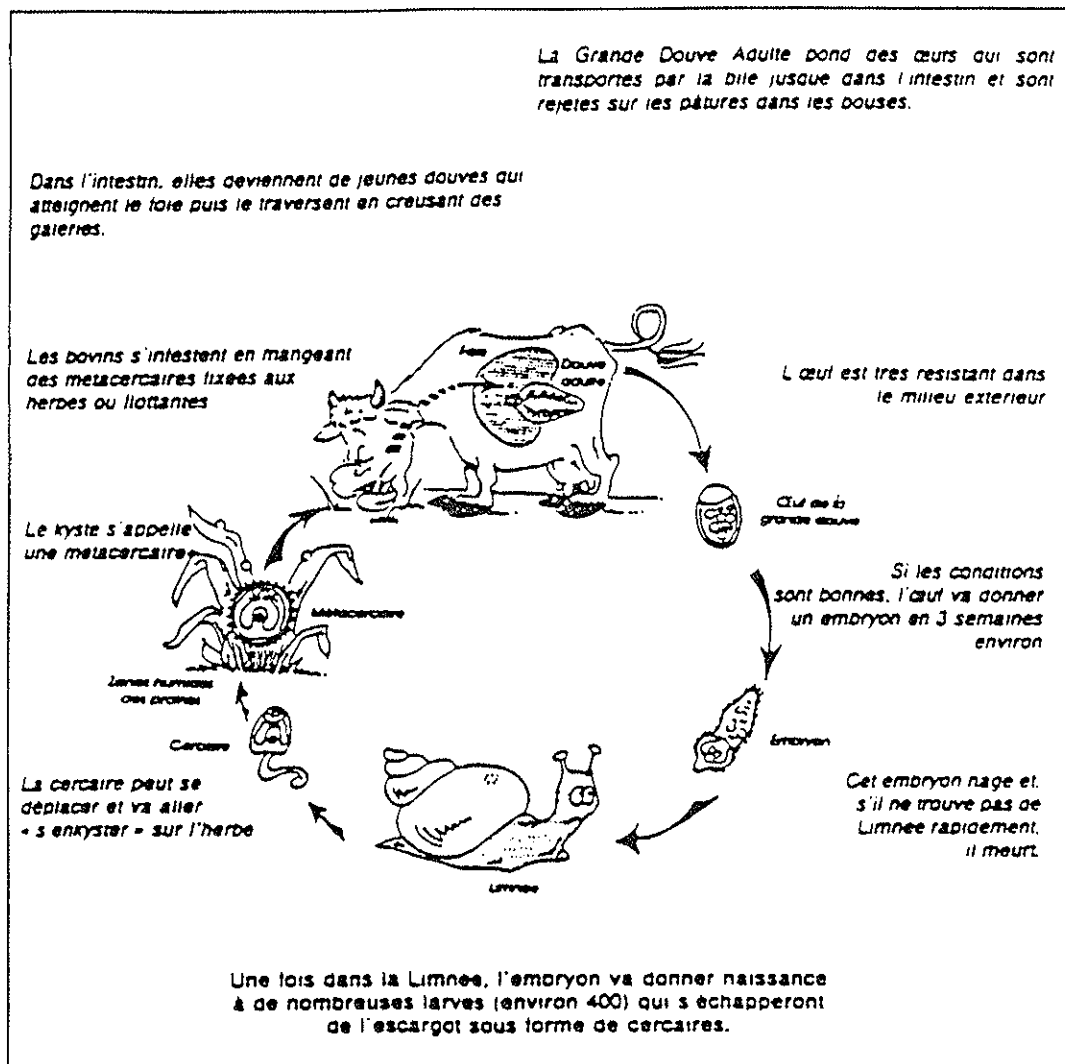 La Grande Douve Adulte pond des œufs qui sont
transportés par la bile jusque dans l'intestin et sont
rejetés sur les pâtures dans les bouses.
Dans l'intestin, elles deviennent de jeunes douves qui
atteignent le foie puis le traversent en creusant des
galeries.
Les bovins s'infestent en mangeant
des metacercaires fixées aux
herbes ou flottantes
Foie
Douve
adulte
L'œuf est très résistant dans
le milieu extérieur
Œuf de la
grande douve
Le kyste s'appelle
une metacercaire
Métacercaire
Si les conditions
sont bonnes, l'œuf va donner
un embryon en 3 semaines
environ
Zones humides
des prairies
Cercaire
Embryon
La cercaire peut se
déplacer et va aller
« s'enkyster » sur l'herbe
Cet embryon nage et,
s'il ne trouve pas de
Limnée rapidement,
il meurt.
Limnée
Une fois dans la Limnée, l'embryon va donner naissance
à de nombreuses larves (environ 400) qui s'échapperont
de l'escargot sous forme de cercaires.